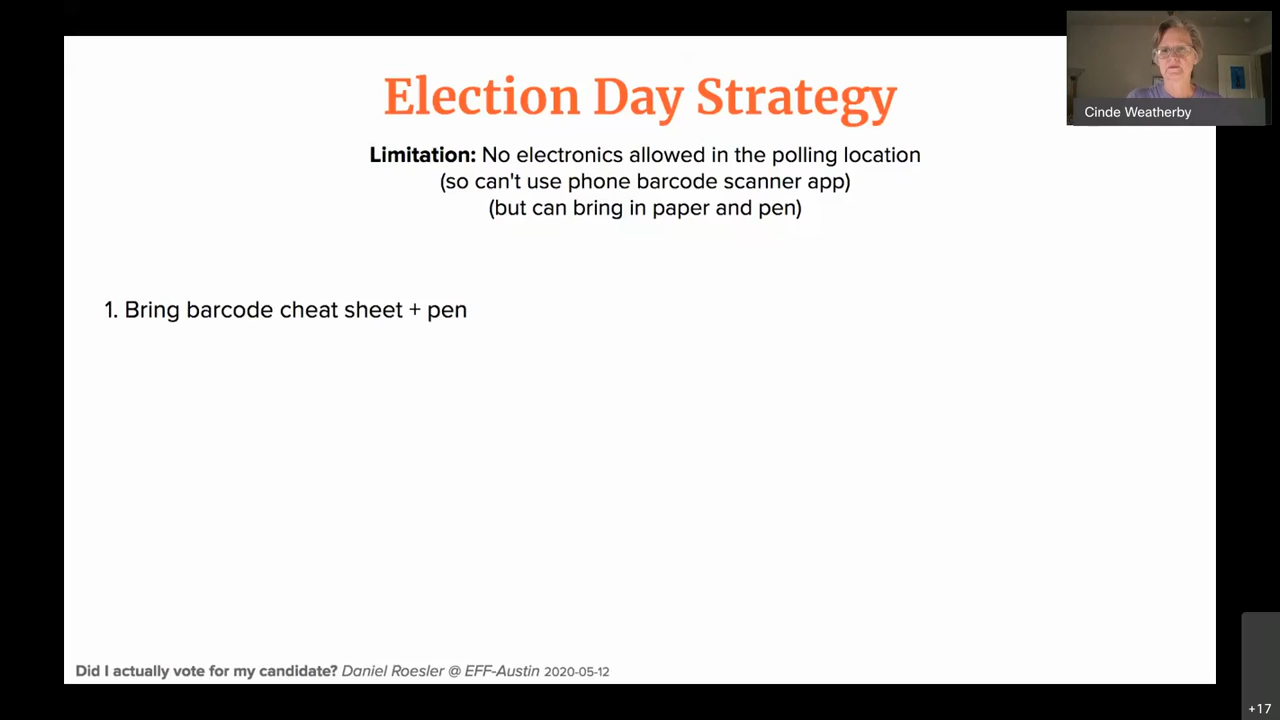 Election Day Strategy
Limitation: No electronics allowed in the polling location
(so can't use phone barcode scanner app)
(but can bring in paper and pen)
1. Bring barcode cheat sheet + pen
Did I actually vote for my candidate? Daniel Roesler @ EFF-Austin 2020-05-12
Cinde Weatherby
+17